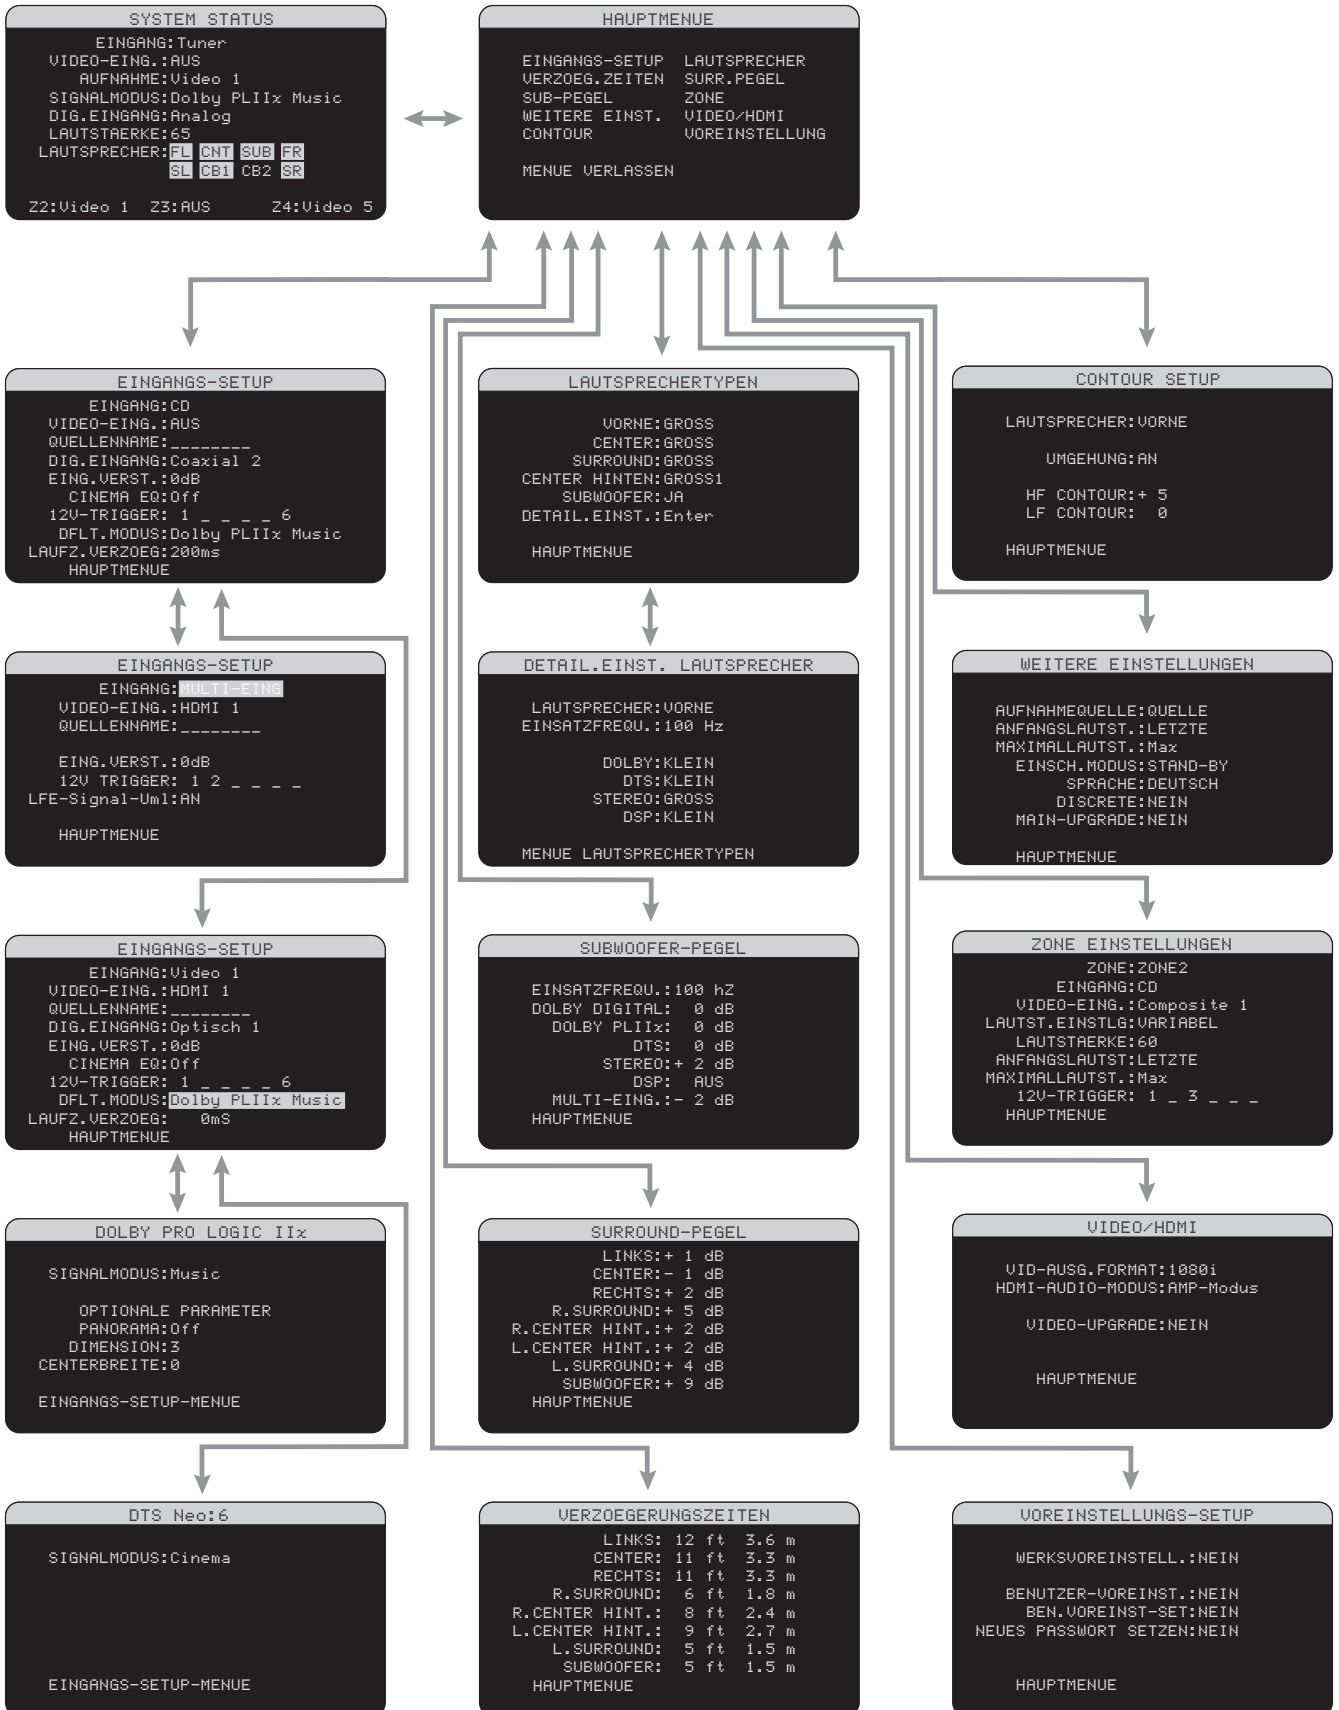 SYSTEM STATUS
EINGANG:Tuner
VIDEO-EING.:AUS
AUFNAHME:Video 1
SIGNALMODUS:Dolby PLIIx Music
DIG.EINGANG:Analog
LAUTSTAERKE:65
LAUTSPRECHER:FL CNT SUB FR
SL CB1 CB2 SR
Z2:Video 1 Z3:AUS Z4:Video 5
HAUPTMENUE
EINGANGS-SETUP LAUTSPRECHER
VERZOEG.ZEITEN SURR.PEGEL
SUB-PEGEL ZONE
WEITERE EINST. VIDEO/HDMI
CONTOUR VOREINSTELLUNG
MENUE VERLASSEN
EINGANGS-SETUP
EINGANG:CD
VIDEO-EING.:AUS
QUELLENNAME:________
DIG.EINGANG:Coaxial 2
EING.VERST.:0dB
CINEMA EQ:Off
12V-TRIGGER: 1 _ _ _ _ 6
DFLT.MODUS:Dolby PLIIx Music
LAUFZ.VERZOEG:200ms
HAUPTMENUE
LAUTSPRECHERTYPEN
VORNE:GROSS
CENTER:GROSS
SURROUND:GROSS
CENTER HINTEN:GROSS1
SUBWOOFER:JA
DETAIL.EINST.:Enter
HAUPTMENUE
CONTOUR SETUP
LAUTSPRECHER:VORNE
UMGEHUNG:AN
HF CONTOUR:+ 5
LF CONTOUR: 0
HAUPTMENUE
EINGANGS-SETUP
EINGANG:MULTI-EING
VIDEO-EING.:HDMI 1
QUELLENNAME:________
EING.VERST.:0dB
12V TRIGGER: 1 2 _ _ _ _
LFE-Signal-Uml:AN
HAUPTMENUE
DETAIL.EINST. LAUTSPRECHER
LAUTSPRECHER:VORNE
EINSATZFREQU.:100 Hz
DOLBY:KLEIN
DTS:KLEIN
STEREO:GROSS
DSP:KLEIN
MENUE LAUTSPRECHERTYPEN
WEITERE EINSTELLUNGEN
AUFNAHMEQUELLE:QUELLE
ANFANGSLAUTST.:LETZTE
MAXIMALLAUTST.:Max
EINSCH.MODUS:STAND-BY
SPRACHE:DEUTSCH
DISCRETE:NEIN
MAIN-UPGRADE:NEIN
HAUPTMENUE
EINGANGS-SETUP
EINGANG:Video 1
VIDEO-EING.:HDMI 1
QUELLENNAME:________
DIG.EINGANG:Optisch 1
EING.VERST.:0dB
CINEMA EQ:Off
12V-TRIGGER: 1 _ _ _ _ 6
DFLT.MODUS:Dolby PLIIx Music
LAUFZ.VERZOEG: 0mS
HAUPTMENUE
SUBWOOFER-PEGEL
EINSATZFREQU.:100 hZ
DOLBY DIGITAL: 0 dB
DOLBY PLIIx: 0 dB
DTS: 0 dB
STEREO:+ 2 dB
DSP: AUS
MULTI-EING.:- 2 dB
HAUPTMENUE
ZONE EINSTELLUNGEN
ZONE:ZONE2
EINGANG:CD
VIDEO-EING.:Composite 1
LAUTST.EINSTLG:VARIABEL
LAUTSTAERKE:60
ANFANGSLAUTST:LETZTE
MAXIMALLAUTST.:Max
12V-TRIGGER: 1 _ 3 _ _ _
HAUPTMENUE
DOLBY PRO LOGIC IIx
SIGNALMODUS:Music
OPTIONALE PARAMETER
PANORAMA:Off
DIMENSION:3
CENTERBREITE:0
EINGANGS-SETUP-MENUE
SURROUND-PEGEL
LINKS:+ 1 dB
CENTER:- 1 dB
RECHTS:+ 2 dB
R.SURROUND:+ 5 dB
R.CENTER HINT.:+ 2 dB
L.CENTER HINT.:+ 2 dB
L.SURROUND:+ 4 dB
SUBWOOFER:+ 9 dB
HAUPTMENUE
VIDEO/HDMI
VID-AUSG.FORMAT:1080i
HDMI-AUDIO-MODUS:AMP-Modus
VIDEO-UPGRADE:NEIN
HAUPTMENUE
DTS Neo:6
SIGNALMODUS:Cinema
EINGANGS-SETUP-MENUE
VERZOEGERUNGSZEITEN
LINKS: 12 ft 3.6 m
CENTER: 11 ft 3.3 m
RECHTS: 11 ft 3.3 m
R.SURROUND: 6 ft 1.8 m
R.CENTER HINT.: 8 ft 2.4 m
L.CENTER HINT.: 9 ft 2.7 m
L.SURROUND: 5 ft 1.5 m
SUBWOOFER: 5 ft 1.5 m
HAUPTMENUE
VOREINSTELLUNGS-SETUP
WERKSVOREINSTELL.:NEIN
BENUTZER-VOREINST.:NEIN
BEN.VOREINST-SET:NEIN
NEUES PASSWORT SETZEN:NEIN
HAUPTMENUE